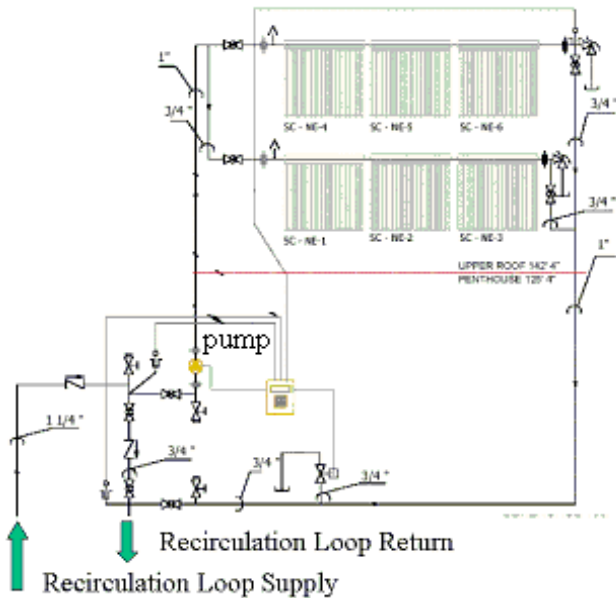 1"
3/4 "
SC - NE-4
SC - NE-5
SC - NE-6
3/4 "
SC - NE-1
SC - NE-2
SC - NE-3
3/4 "
1"
UPPER ROOF 142'-4"
PENTHOUSE 128'-4"
pump
1 1/4 "
3/4 "
3/4 "
3/4 "
Recirculation Loop Return
Recirculation Loop Supply